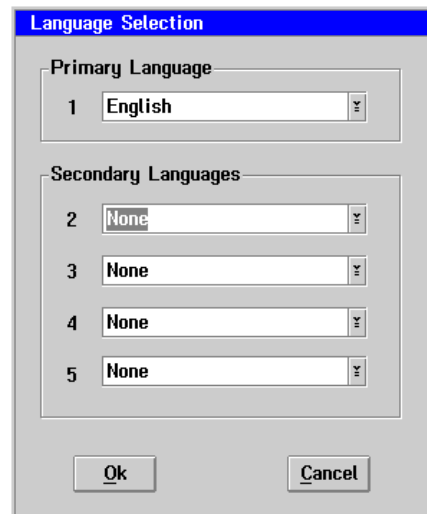 Language Selection
Primary Language
1 English
Secondary Languages
2 None
3 None
4 None
5 None
Ok Cancel